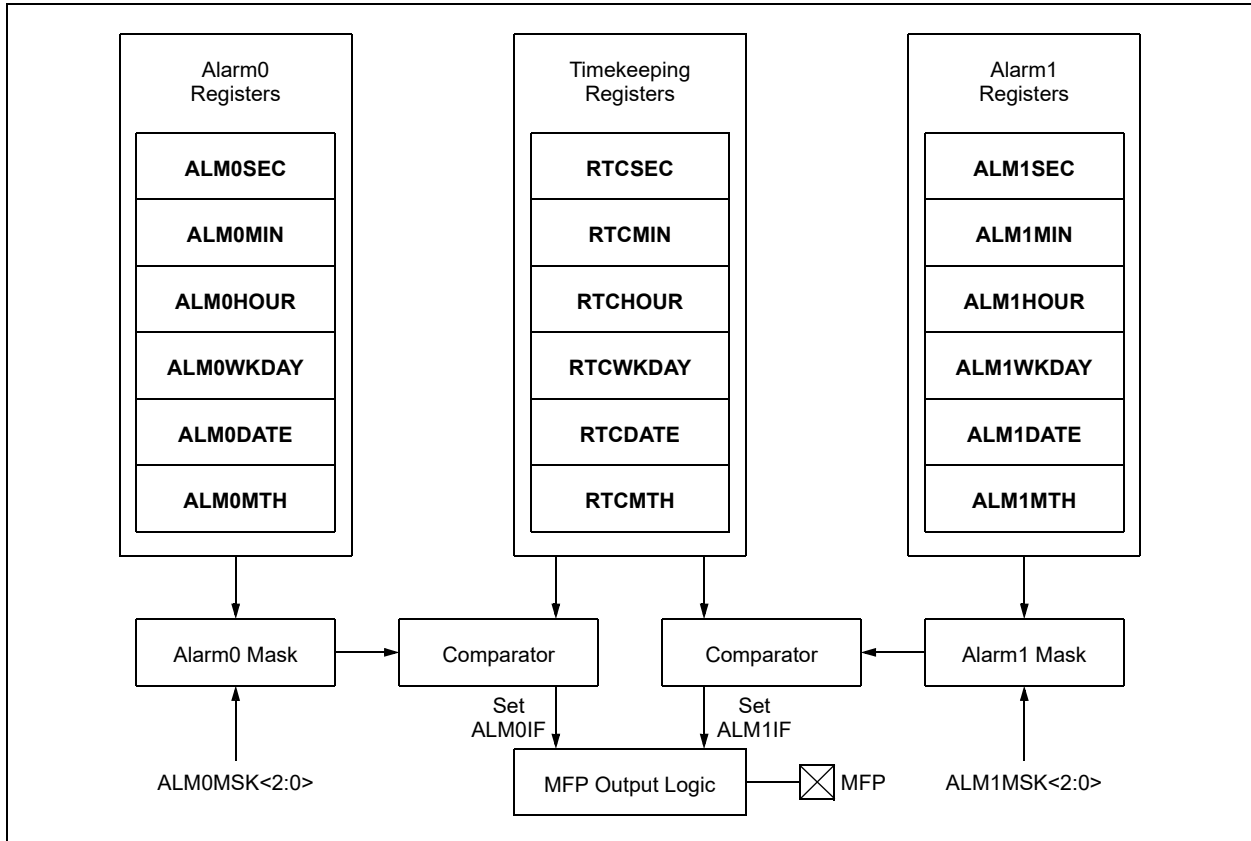 Alarm0
Registers
ALM0SEC
ALM0MIN
ALM0HOUR
ALM0WKDAY
ALM0DATE
ALM0MTH
Timekeeping
Registers
RTCSEC
RTCMIN
RTCHOUR
RTCWKDAY
RTCDATE
RTCMTH
Alarm1
Registers
ALM1SEC
ALM1MIN
ALM1HOUR
ALM1WKDAY
ALM1DATE
ALM1MTH
Alarm0 Mask
Comparator
Comparator
Alarm1 Mask
Set
ALM0IF
Set
ALM1IF
ALM0MSK<2:0>
MFP Output Logic
MFP
ALM1MSK<2:0>